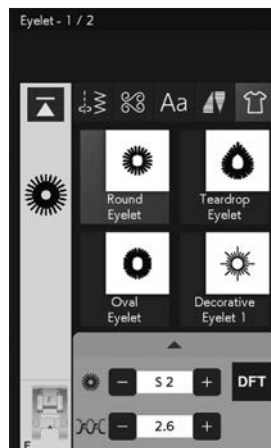 Eyelet - 1 / 2
Aa
Round
Eyelet
Teardrop
Eyelet
Oval
Eyelet
Decorative
Eyelet 1
S 2
DFT
2.6
F